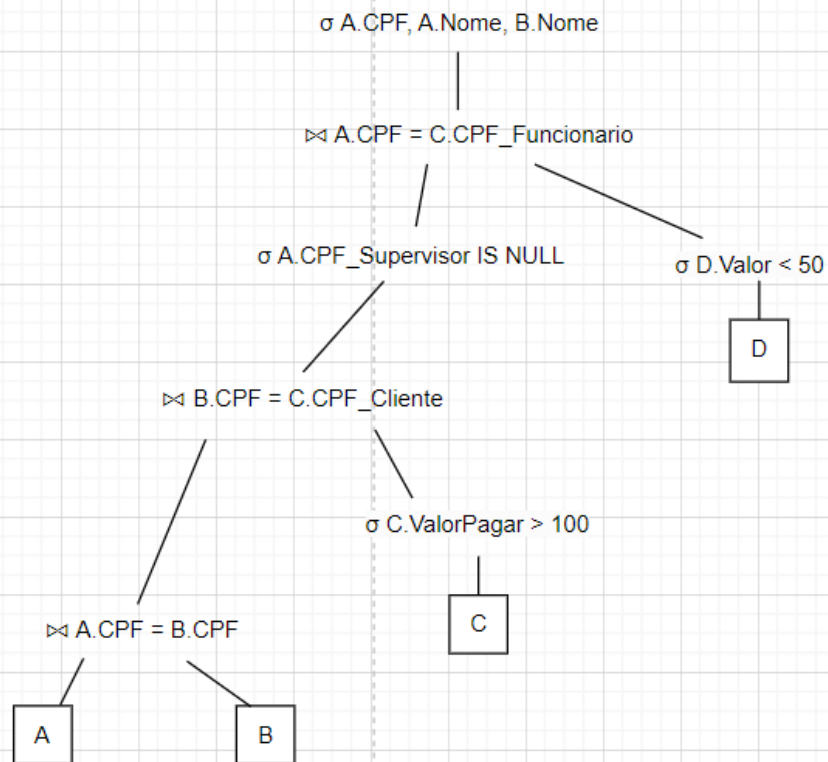 σ A.CPF, A.Nome, B.Nome
⋈ A.CPF = C.CPF_Funcionario
σ A.CPF_Supervisor IS NULL
σ D.Valor < 50
D
⋈ B.CPF = C.CPF_Cliente
σ C.ValorPagar > 100
C
⋈ A.CPF = B.CPF
A
B